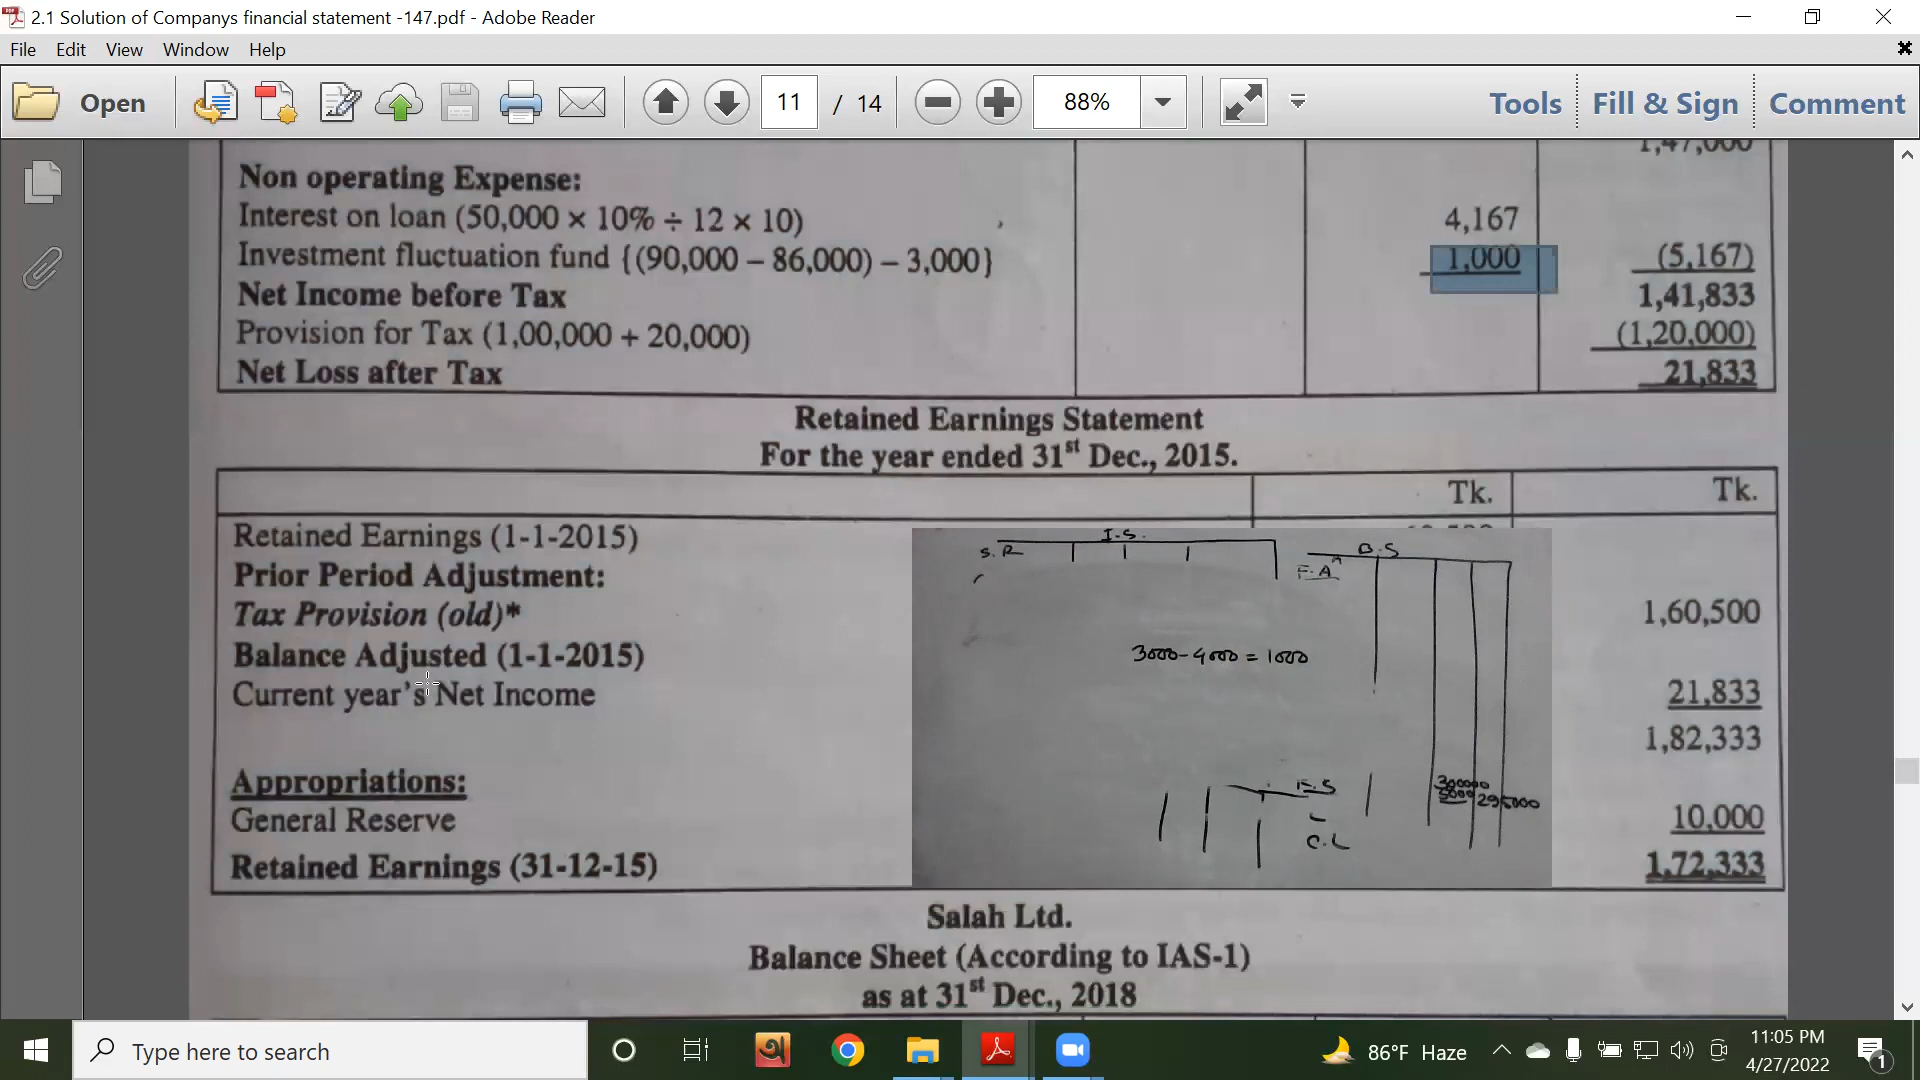 2.1 Solution of Companys financial statement -147.pdf - Adobe Reader
File Edit View Window Help
Open 11 / 14 88% Tools Fill & Sign Comment
1,47,000
Non operating Expense:
Interest on loan (50,000 × 10% ÷ 12 × 10) 4,167
Investment fluctuation fund {(90,000 – 86,000) – 3,000} 1,000 (5,167)
Net Income before Tax 1,41,833
Provision for Tax (1,00,000 + 20,000) (1,20,000)
Net Loss after Tax 21,833
Retained Earnings Statement
For the year ended 31st Dec., 2015.
Tk. Tk.
Retained Earnings (1-1-2015)
Prior Period Adjustment:
Tax Provision (old)* 1,60,500
Balance Adjusted (1-1-2015)
Current year's Net Income 21,833
1,82,333
Appropriations:
General Reserve 10,000
Retained Earnings (31-12-15) 1,72,333
I.S.
S.R
B.S
F.A
3000-4000 = 1000
F.S
C.L
300000
5000 295000
Salah Ltd.
Balance Sheet (According to IAS-1)
as at 31st Dec., 2018
Type here to search
86°F Haze
11:05 PM
4/27/2022
1